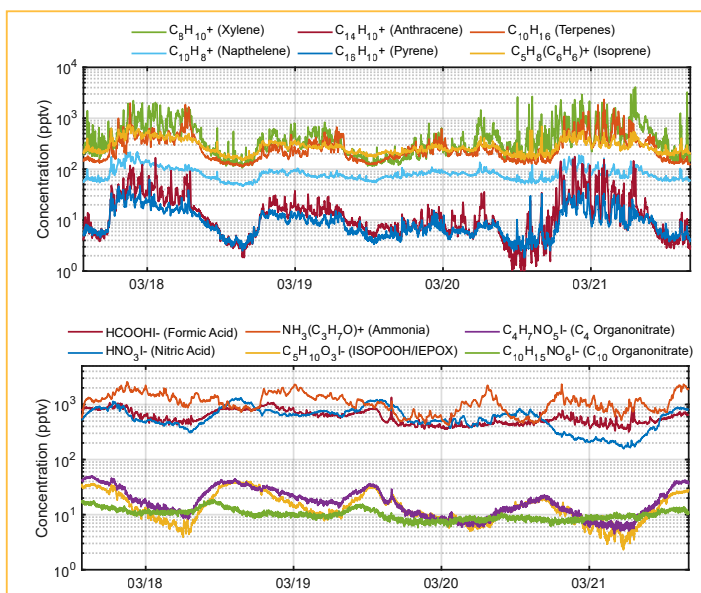 C8H10+ (Xylene) C14H10+ (Anthracene) C10H16 (Terpenes)
C10H8+ (Napthelene) C16H10+ (Pyrene) C5H8(C6H6)+ (Isoprene)
10^4
10^3
10^2
10^1
10^0
Concentration (pptv)
03/18 03/19 03/20 03/21
HCOOHI- (Formic Acid) NH3(C3H7O)+ (Ammonia) C4H7NO5I- (C4 Organonitrate)
HNO3I- (Nitric Acid) C5H10O3I- (ISOPOOH/IEPOX) C10H15NO6I- (C10 Organonitrate)
10^3
10^2
10^1
10^0
Concentration (pptv)
03/18 03/19 03/20 03/21